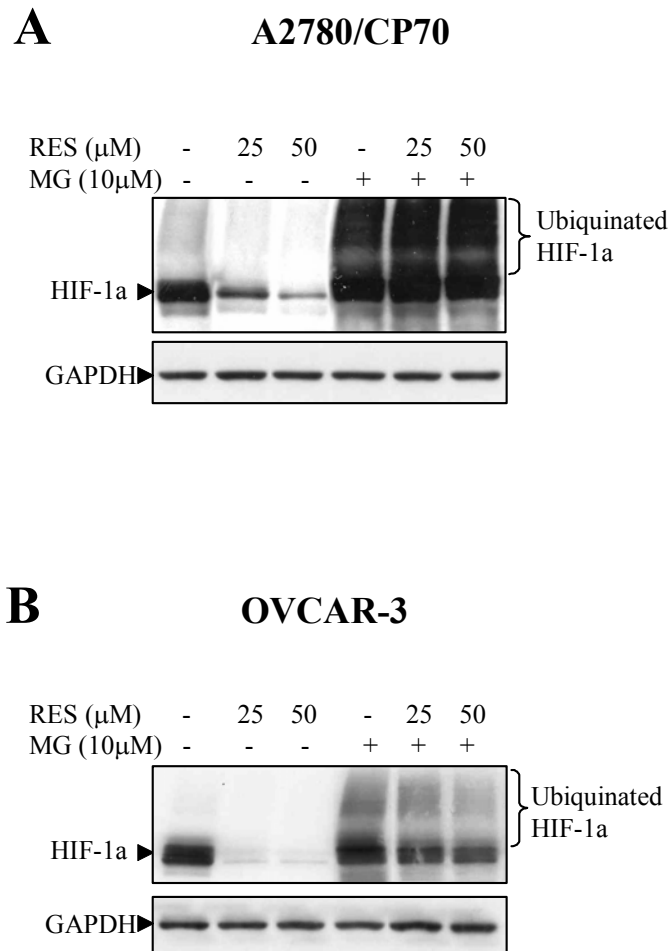 A A2780/CP70
RES (μM) - 25 50 - 25 50
MG (10μM) - - - + + +
Ubiquinated
HIF-1a
HIF-1a
GAPDH
B OVCAR-3
RES (μM) - 25 50 - 25 50
MG (10μM) - - - + + +
Ubiquinated
HIF-1a
HIF-1a
GAPDH